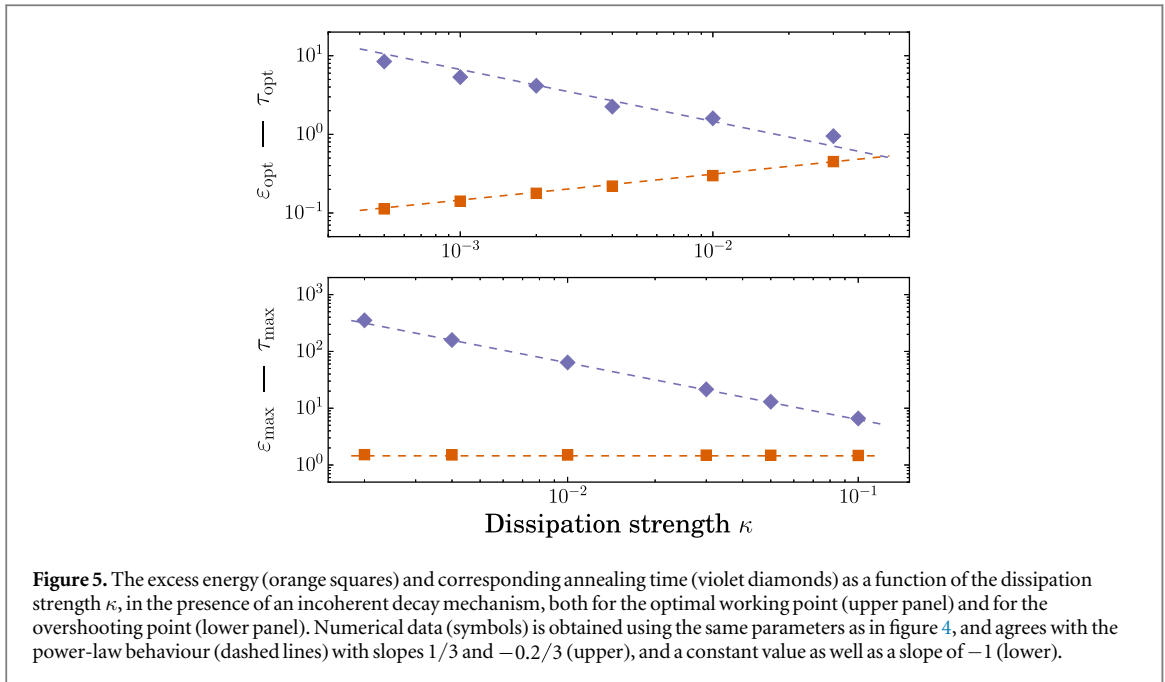 10¹
10⁰
10⁻¹
ε_opt — τ_opt
10⁻³ 10⁻²
10³
10²
10¹
10⁰
ε_max — τ_max
10⁻² 10⁻¹
Dissipation strength κ
Figure 5. The excess energy (orange squares) and corresponding annealing time (violet diamonds) as a function of the dissipation
strength κ, in the presence of an incoherent decay mechanism, both for the optimal working point (upper panel) and for the
overshooting point (lower panel). Numerical data (symbols) is obtained using the same parameters as in figure 4, and agrees with the
power-law behaviour (dashed lines) with slopes 1/3 and −0.2/3 (upper), and a constant value as well as a slope of −1 (lower).